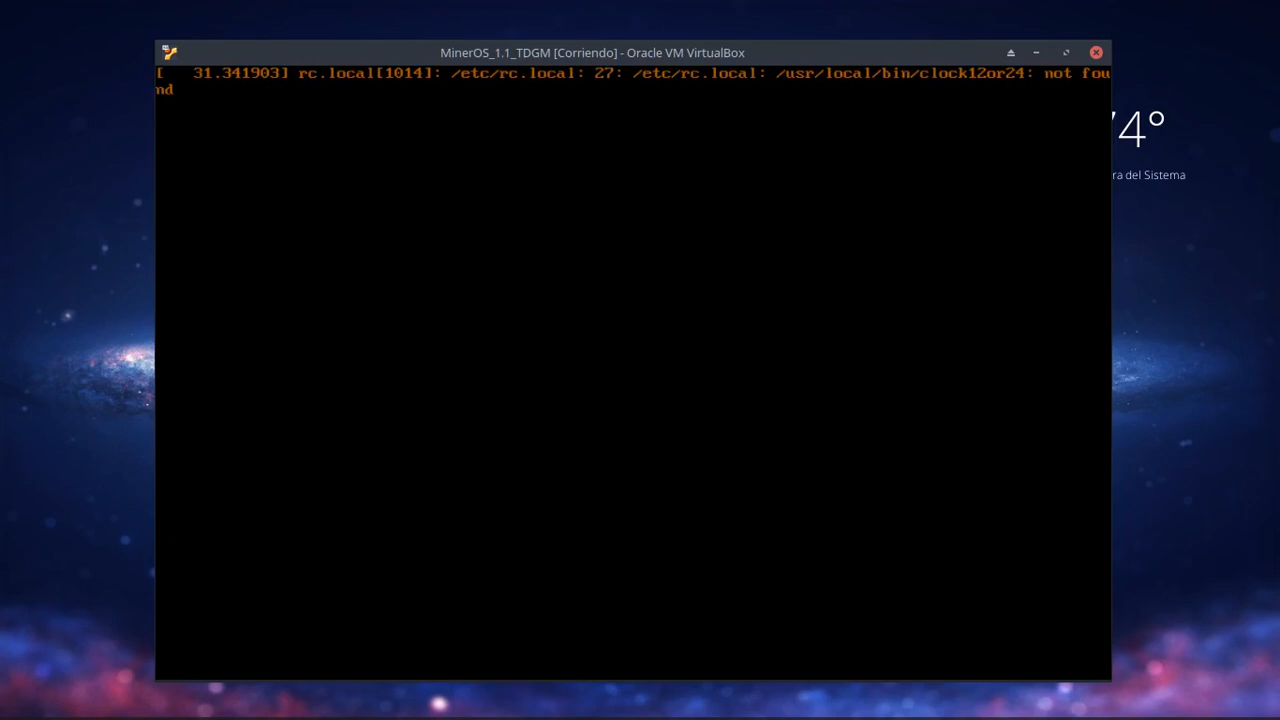 MinerOS_1.1_TDGM [Corriendo] - Oracle VM VirtualBox
[   31.341903] rc.local[1014]: /etc/rc.local: 27: /etc/rc.local: /usr/local/bin/clock12or24: not fou
nd
74°
ra del Sistema